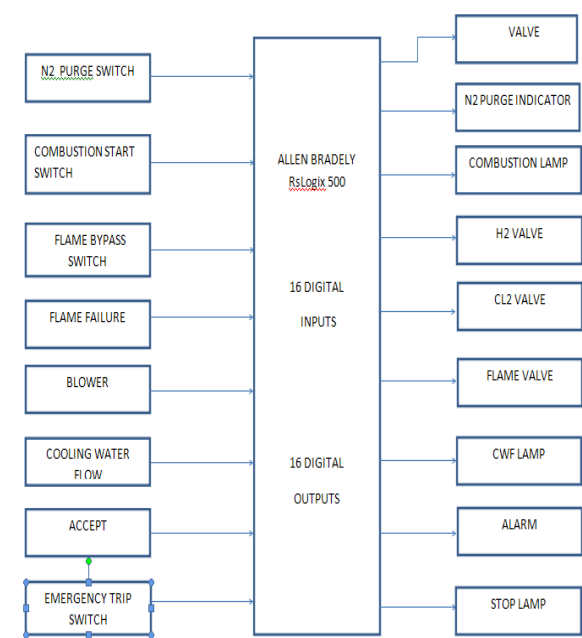 N2 PURGE SWITCH
COMBUSTION START
SWITCH
FLAME BYPASS
SWITCH
FLAME FAILURE
BLOWER
COOLING WATER
FLOW
ACCEPT
EMERGENCY TRIP
SWITCH
ALLEN BRADELY
RsLogix 500
16 DIGITAL
INPUTS
16 DIGITAL
OUTPUTS
VALVE
N2 PURGE INDICATOR
COMBUSTION LAMP
H2 VALVE
CL2 VALVE
FLAME VALVE
CWF LAMP
ALARM
STOP LAMP